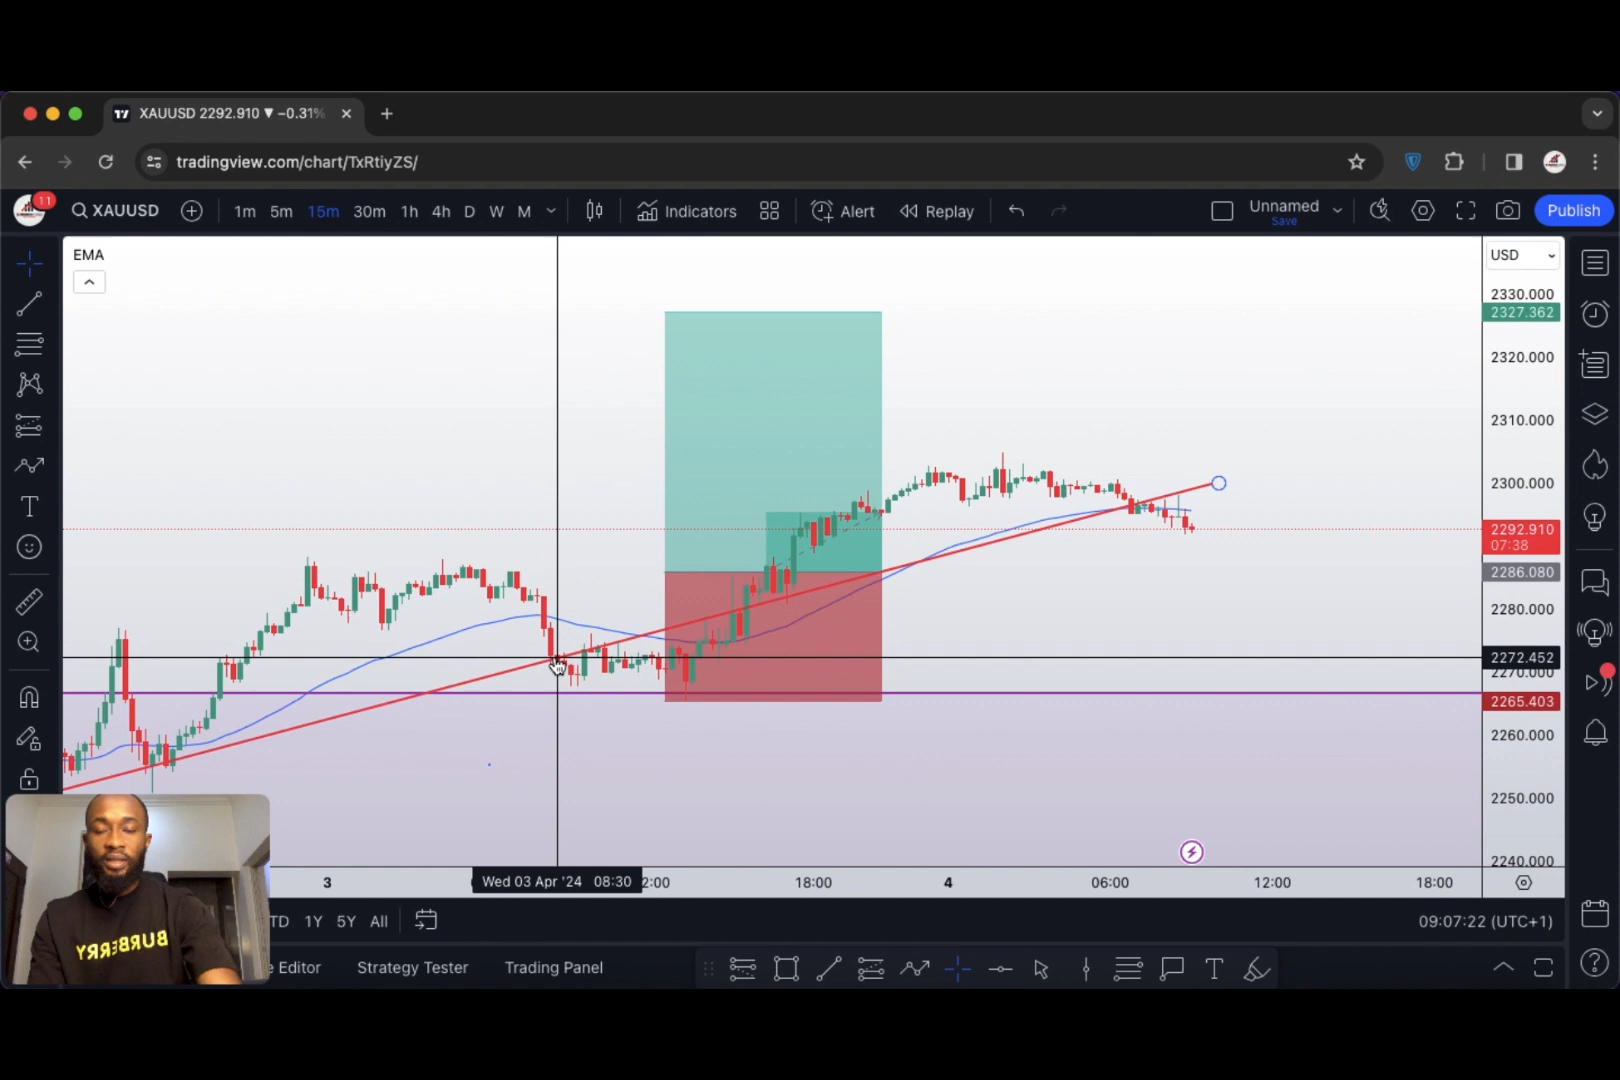 XAUUSD 2292.910 ▼ −0.31%
tradingview.com/chart/TxRtiyZS/
11
XAUUSD
1m 5m 15m 30m 1h 4h D W M
Indicators
Alert
Replay
Unnamed
Save
Publish
EMA
USD
2330.000
2327.362
2320.000
2310.000
2300.000
2292.910
07:38
2286.080
2280.000
2272.452
2270.000
2265.403
2260.000
2250.000
2240.000
3
Wed 03 Apr '24 08:30
2:00
18:00
4
06:00
12:00
18:00
TD 1Y 5Y All
09:07:22 (UTC+1)
e Editor
Strategy Tester
Trading Panel
BURBERRY